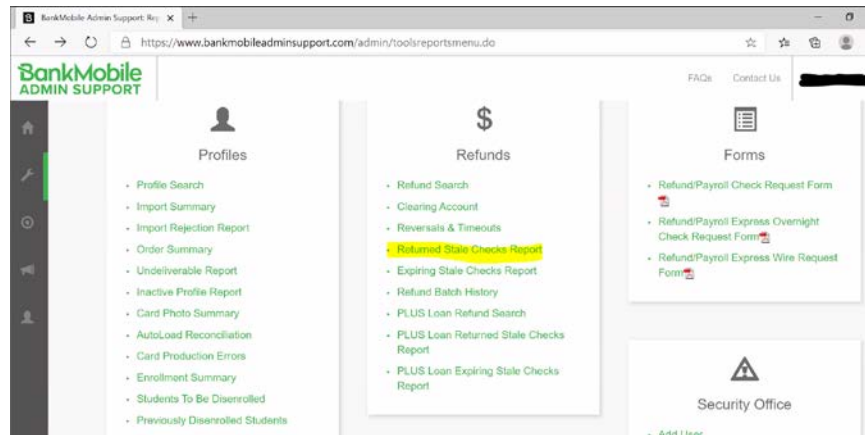 BankMobile Admin Support: Rep
https://www.bankmobileadminsupport.com/admin/toolsreportsmenu.do
BankMobile
ADMIN SUPPORT
FAQs
Contact Us
Profiles
Profile Search
Import Summary
Import Rejection Report
Order Summary
Undeliverable Report
Inactive Profile Report
Card Photo Summary
AutoLoad Reconciliation
Card Production Errors
Enrollment Summary
Students To Be Disenrolled
Previously Disenrolled Students
$
Refunds
Refund Search
Clearing Account
Reversals & Timeouts
Returned Stale Checks Report
Expiring Stale Checks Report
Refund Batch History
PLUS Loan Refund Search
PLUS Loan Returned Stale Checks
Report
PLUS Loan Expiring Stale Checks
Report
Forms
Refund/Payroll Check Request Form
Refund/Payroll Express Overnight
Check Request Form
Refund/Payroll Express Wire Request
Form
Security Office
Add User